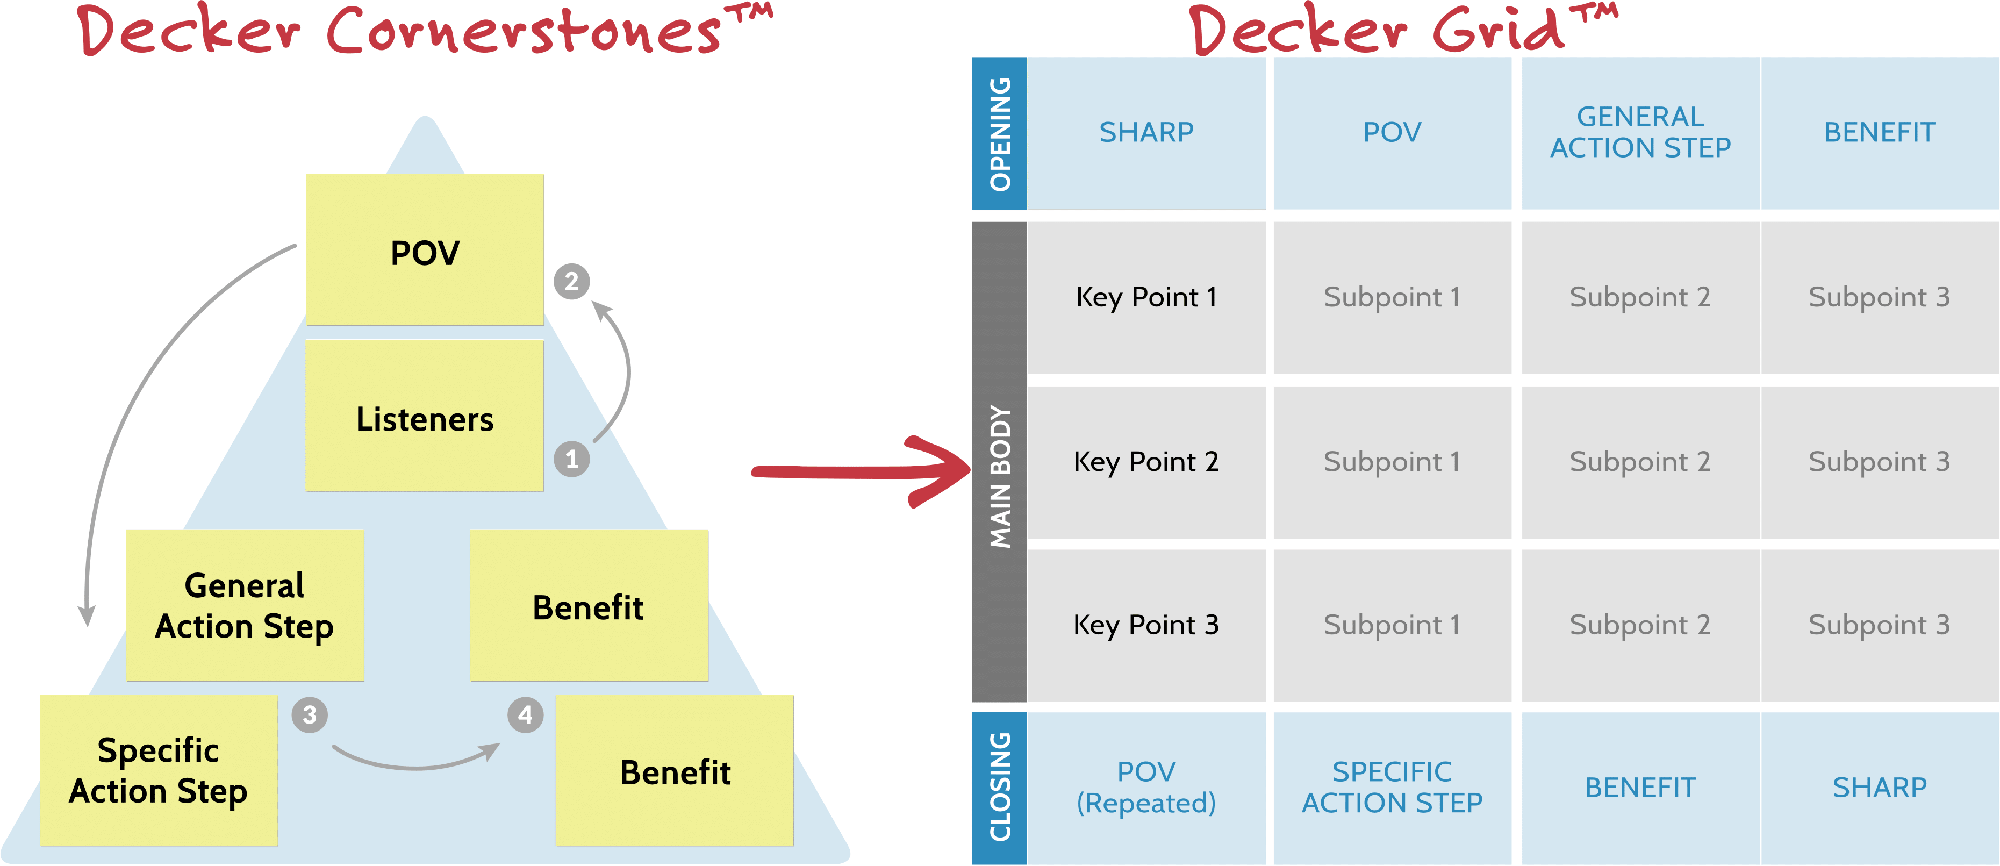 Decker Cornerstones™
POV
2
Listeners
1
General
Action Step
Benefit
3
4
Specific
Action Step
Benefit
Decker Grid™
OPENING
SHARP
POV
GENERAL
ACTION STEP
BENEFIT
MAIN BODY
Key Point 1
Subpoint 1
Subpoint 2
Subpoint 3
Key Point 2
Subpoint 1
Subpoint 2
Subpoint 3
Key Point 3
Subpoint 1
Subpoint 2
Subpoint 3
CLOSING
POV
(Repeated)
SPECIFIC
ACTION STEP
BENEFIT
SHARP